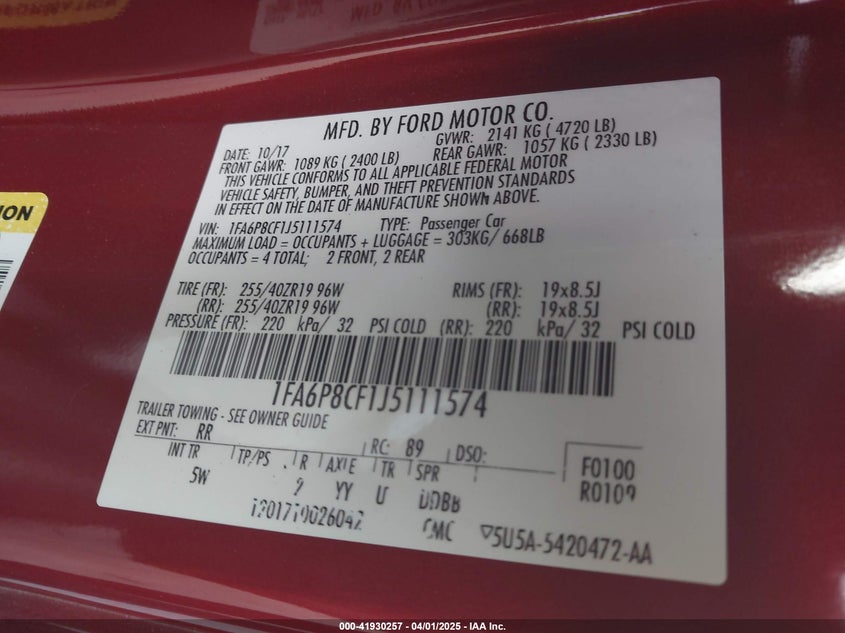 MFD. BY FORD MOTOR CO.
DATE: 10/17 GVWR: 2141 KG ( 4720 LB)
FRONT GAWR: 1089 KG ( 2400 LB) REAR GAWR: 1057 KG ( 2330 LB)
THIS VEHICLE CONFORMS TO ALL APPLICABLE FEDERAL MOTOR
VEHICLE SAFETY, BUMPER, AND THEFT PREVENTION STANDARDS
IN EFFECT ON THE DATE OF MANUFACTURE SHOWN ABOVE.
VIN: 1FA6P8CF1J5111574 TYPE: Passenger Car
MAXIMUM LOAD = OCCUPANTS + LUGGAGE = 303KG/ 668LB
OCCUPANTS = 4 TOTAL; 2 FRONT, 2 REAR
TIRE (FR): 255/40ZR19 96W RIMS (FR): 19x8.5J
(RR): 255/40ZR19 96W (RR): 19x8.5J
PRESSURE (FR): 220 kPa/ 32 PSI COLD (RR): 220 kPa/ 32 PSI COLD
1FA6P8CF1J5111574
TRAILER TOWING - SEE OWNER GUIDE
EXT PNT: RR RC: 89 DSO:
INT TR TP/PS R AXLE TR SPR F0100
5W YY U R0109
▽5U5A-5420472-AA
000-41930257 - 04/01/2025 - IAA Inc.